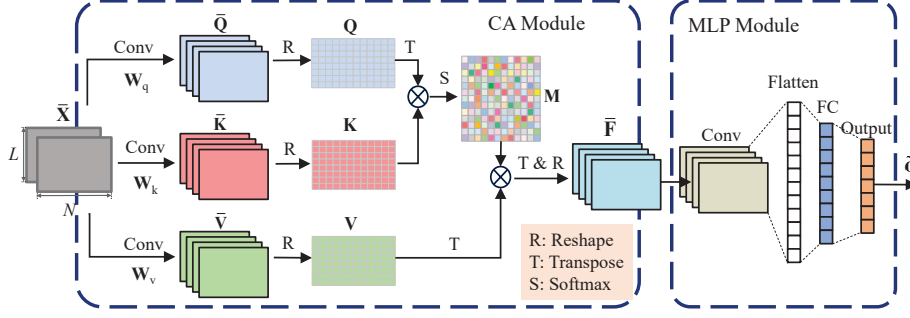 CA Module
MLP Module
X̄
L
N
Conv
W_q
Q̄
R
Q
T
S
M
Conv
W_k
K̄
R
K
Conv
W_v
V̄
R
V
T
T & R
F̄
R: Reshape
T: Transpose
S: Softmax
Conv
Flatten
FC
Output